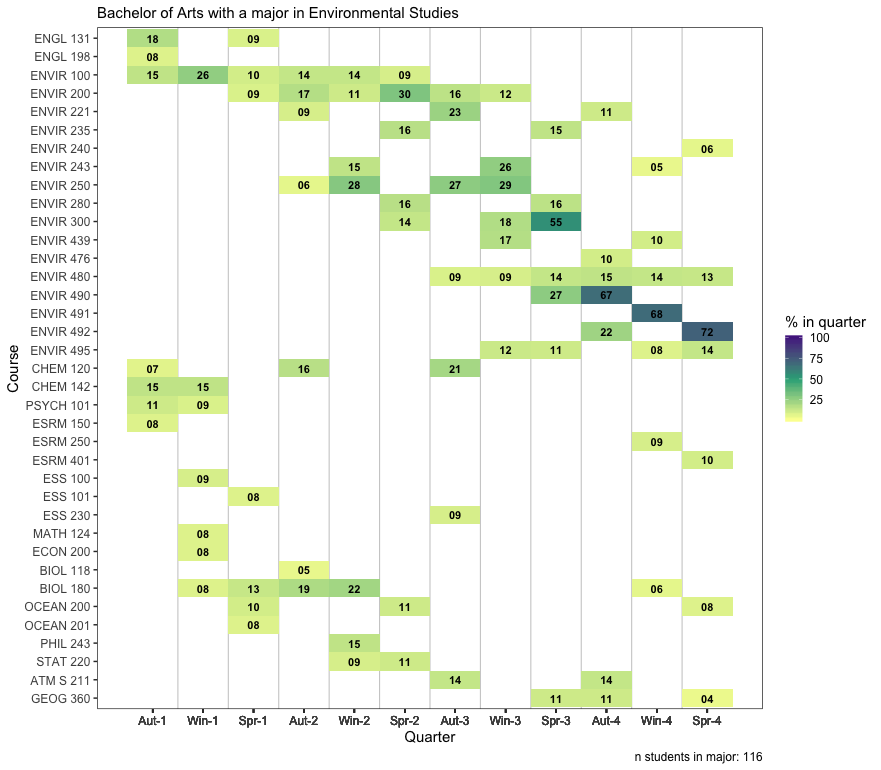 Bachelor of Arts with a major in Environmental Studies
ENGL 131 18 09
ENGL 198 08
ENVIR 100 15 26 10 14 14 09
ENVIR 200 09 17 11 30 16 12
ENVIR 221 09 23 11
ENVIR 235 16 15
ENVIR 240 06
ENVIR 243 15 26 05
ENVIR 250 06 28 27 29
ENVIR 280 16 16
ENVIR 300 14 18 55
ENVIR 439 17 10
ENVIR 476 10
ENVIR 480 09 09 14 15 14 13
ENVIR 490 27 67
ENVIR 491 68
ENVIR 492 22 72
ENVIR 495 12 11 08 14
CHEM 120 07 16 21
CHEM 142 15 15
PSYCH 101 11 09
ESRM 150 08
ESRM 250 09
ESRM 401 10
ESS 100 09
ESS 101 08
ESS 230 09
MATH 124 08
ECON 200 08
BIOL 118 05
BIOL 180 08 13 19 22 06
OCEAN 200 10 11 08
OCEAN 201 08
PHIL 243 15
STAT 220 09 11
ATM S 211 14 14
GEOG 360 11 11 04
Aut-1 Win-1 Spr-1 Aut-2 Win-2 Spr-2 Aut-3 Win-3 Spr-3 Aut-4 Win-4 Spr-4
Quarter
Course
% in quarter
100
75
50
25
n students in major: 116